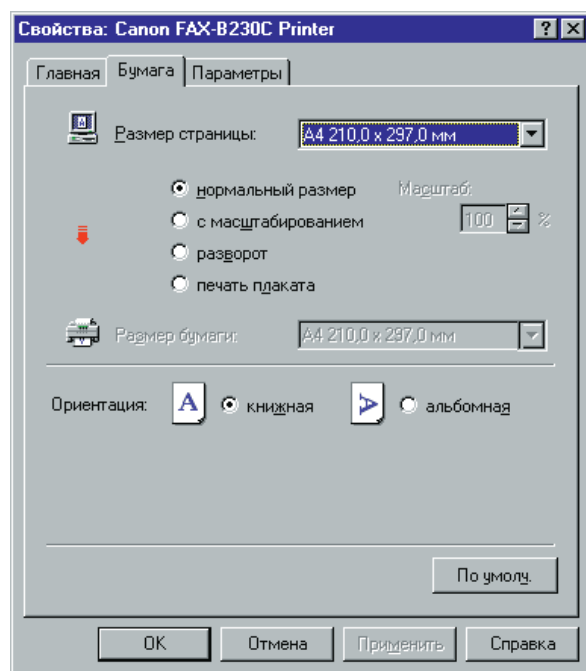 Свойства: Canon FAX-B230C Printer
Главная Бумага Параметры
Размер страницы: A4 210,0 x 297,0 мм
нормальный размер Масштаб:
с масштабированием 100 %
разворот
печать плаката
Размер бумаги: A4 210,0 x 297,0 мм
Ориентация: A книжная A альбомная
По умолч.
OK Отмена Применить Справка